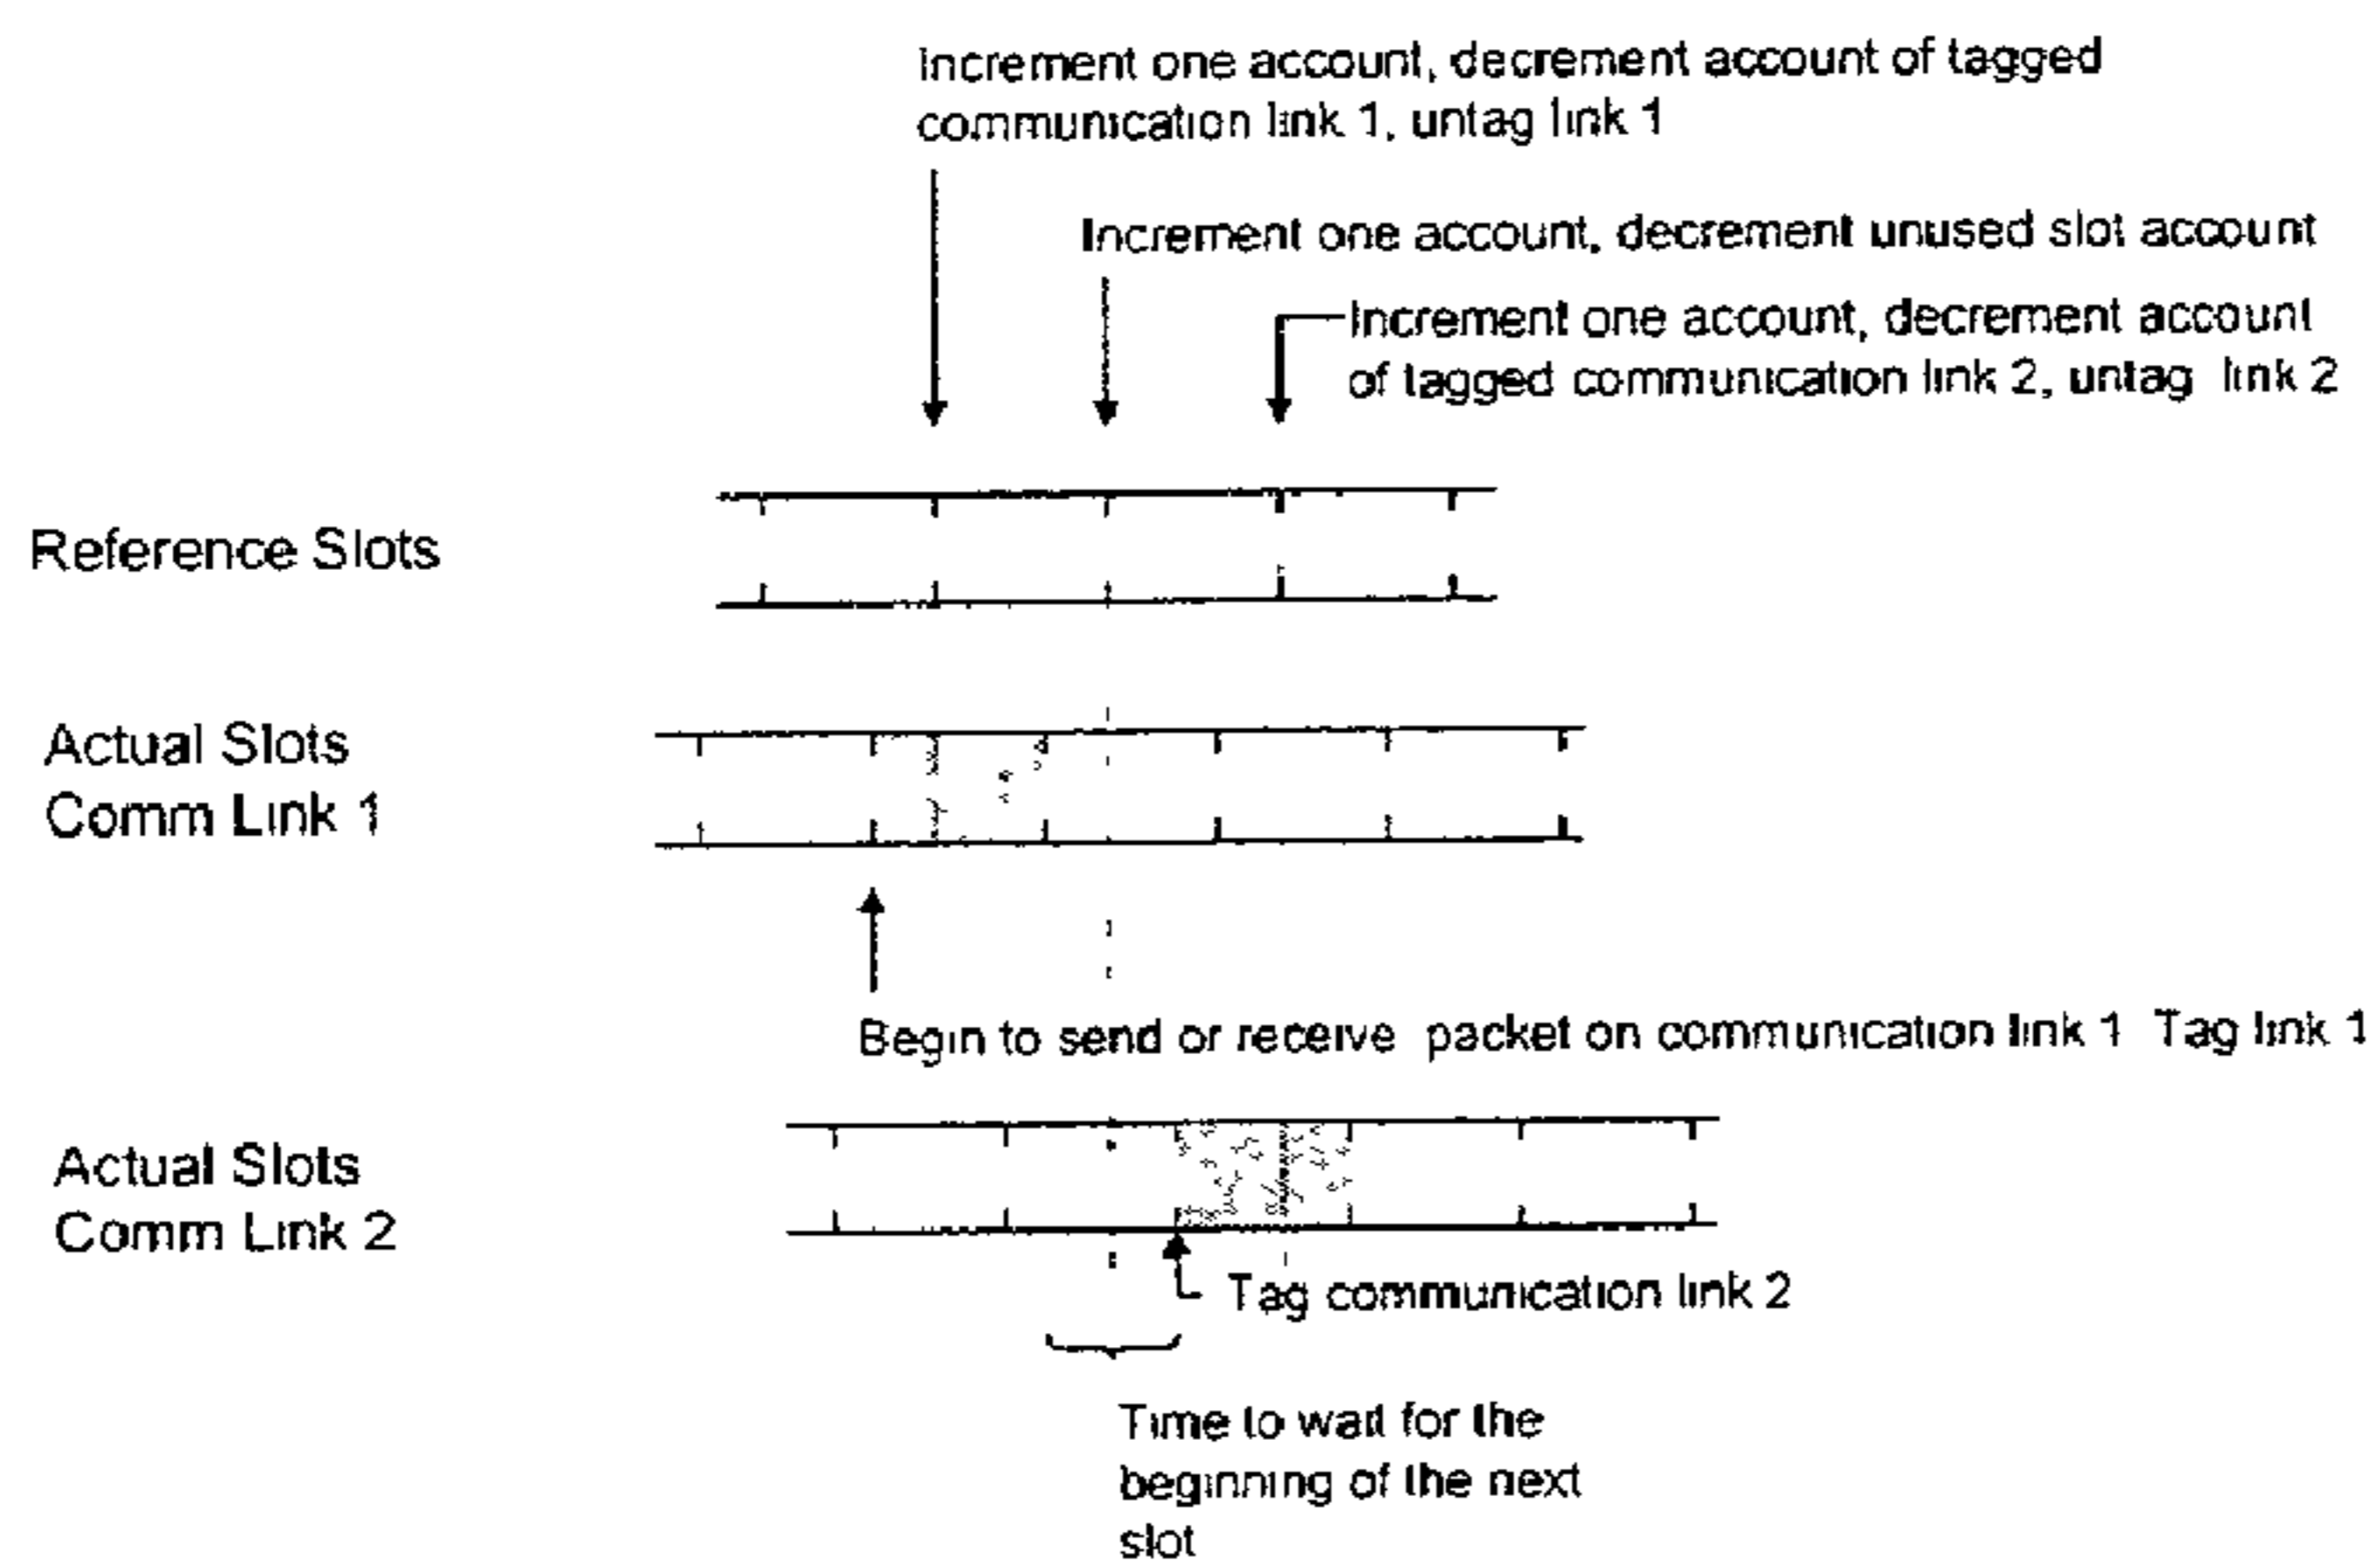 Increment one account, decrement account of tagged
communication link 1, untag link 1
Increment one account, decrement unused slot account
Increment one account, decrement account
of tagged communication link 2, untag link 2
Reference Slots
Actual Slots
Comm Link 1
Begin to send or receive packet on communication link 1 Tag link 1
Actual Slots
Comm Link 2
Tag communication link 2
Time to wait for the
beginning of the next
slot